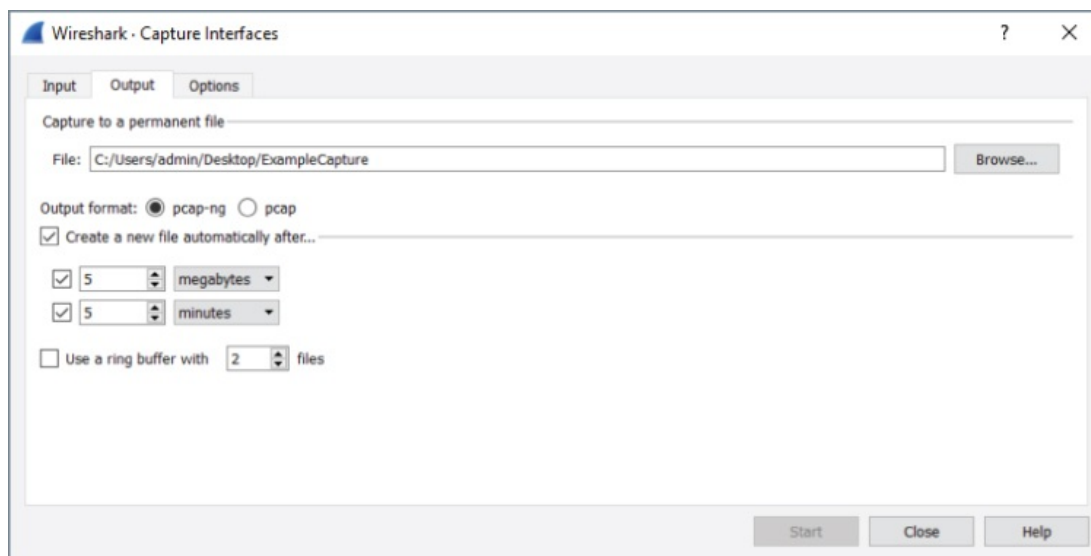 Wireshark · Capture Interfaces
?
Input Output Options
Capture to a permanent file
File: C:/Users/admin/Desktop/ExampleCapture Browse...
Output format: pcap-ng pcap
Create a new file automatically after...
5 megabytes
5 minutes
Use a ring buffer with 2 files
Start Close Help